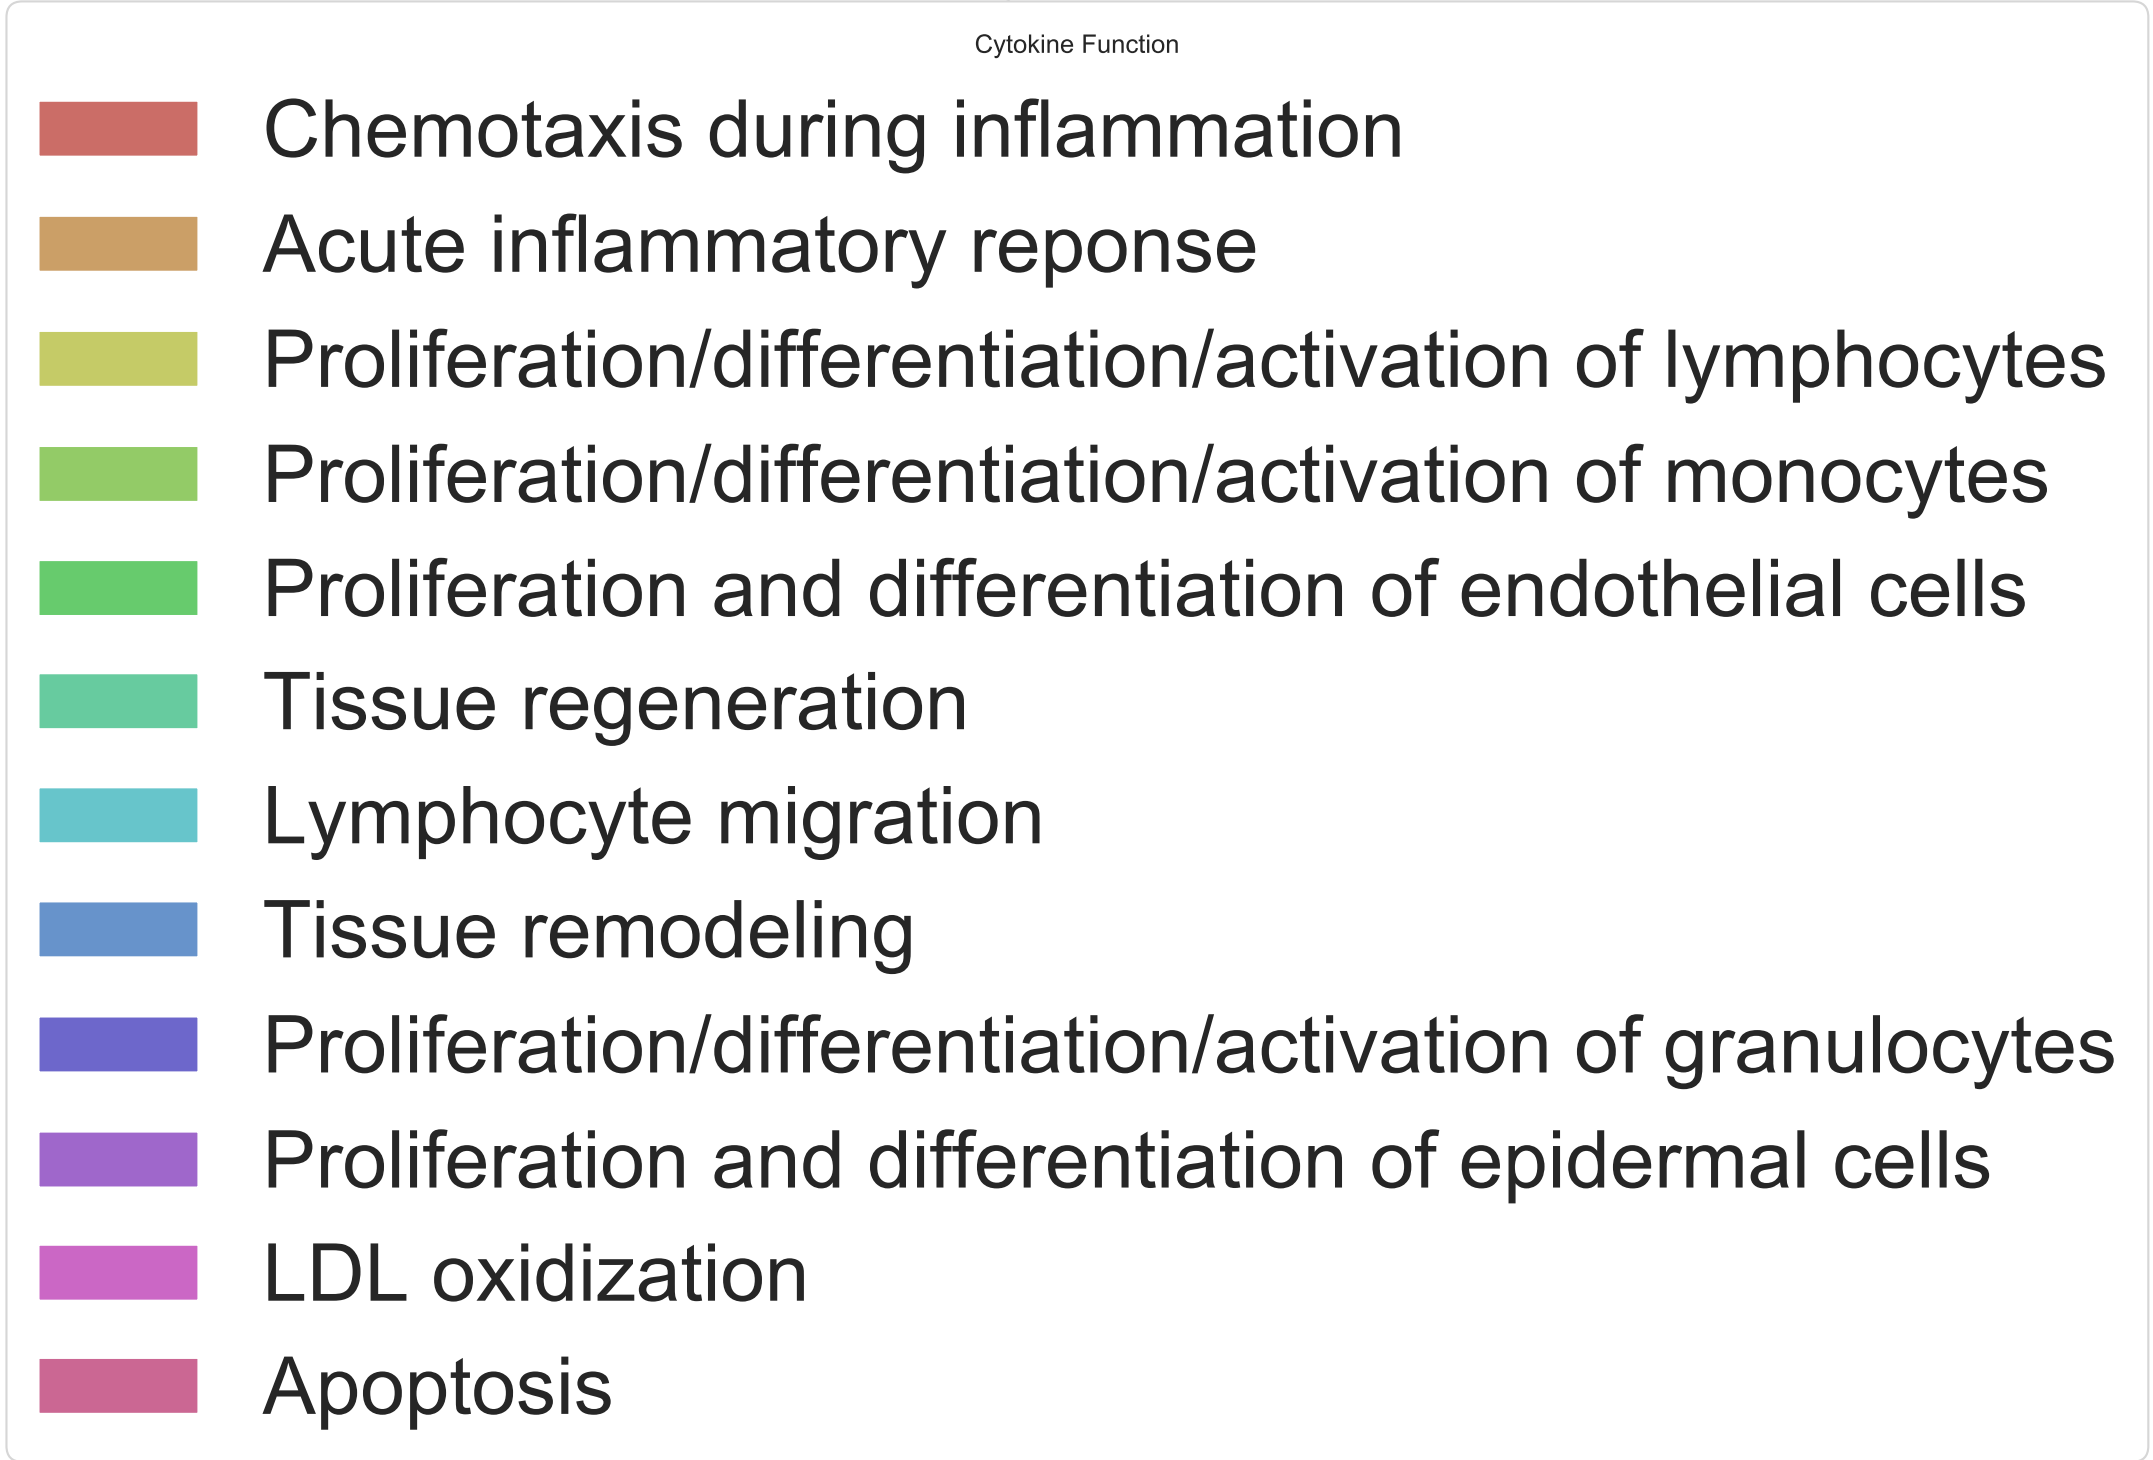 Cytokine Function
Chemotaxis during inflammation
Acute inflammatory reponse
Proliferation/differentiation/activation of lymphocytes
Proliferation/differentiation/activation of monocytes
Proliferation and differentiation of endothelial cells
Tissue regeneration
Lymphocyte migration
Tissue remodeling
Proliferation/differentiation/activation of granulocytes
Proliferation and differentiation of epidermal cells
LDL oxidization
Apoptosis